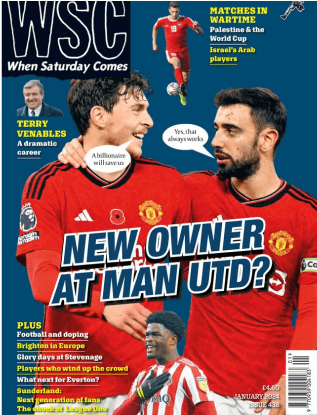 WSC
When Saturday Comes
MATCHES IN
WARTIME
Palestine & the
World Cup
Israel's Arab
players
TERRY
VENABLES
A dramatic
career
A billionaire
will save us
Yes, that
always works
NEW OWNER
AT MAN UTD?
PLUS
Football and doping
Brighton in Europe
Glory days at Stevenage
Players who wind up the crowd
What next for Everton?
Sunderland:
Next generation of fans
The shock of League One
£4.60
JANUARY 2024
ISSUE 438